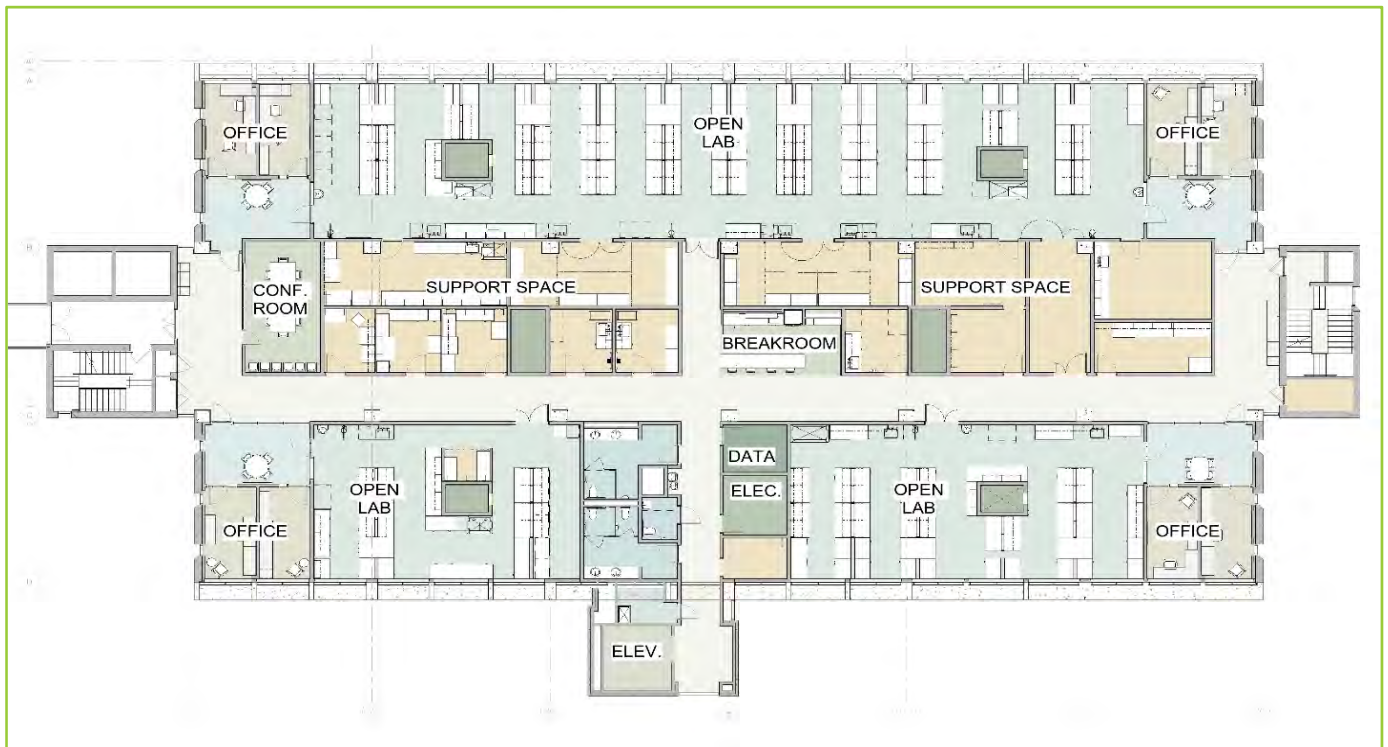 OFFICE
OPEN
LAB
OFFICE
CONF.
ROOM
SUPPORT SPACE
SUPPORT SPACE
BREAKROOM
DATA
ELEC.
OPEN
LAB
OPEN
LAB
OFFICE
OFFICE
ELEV.